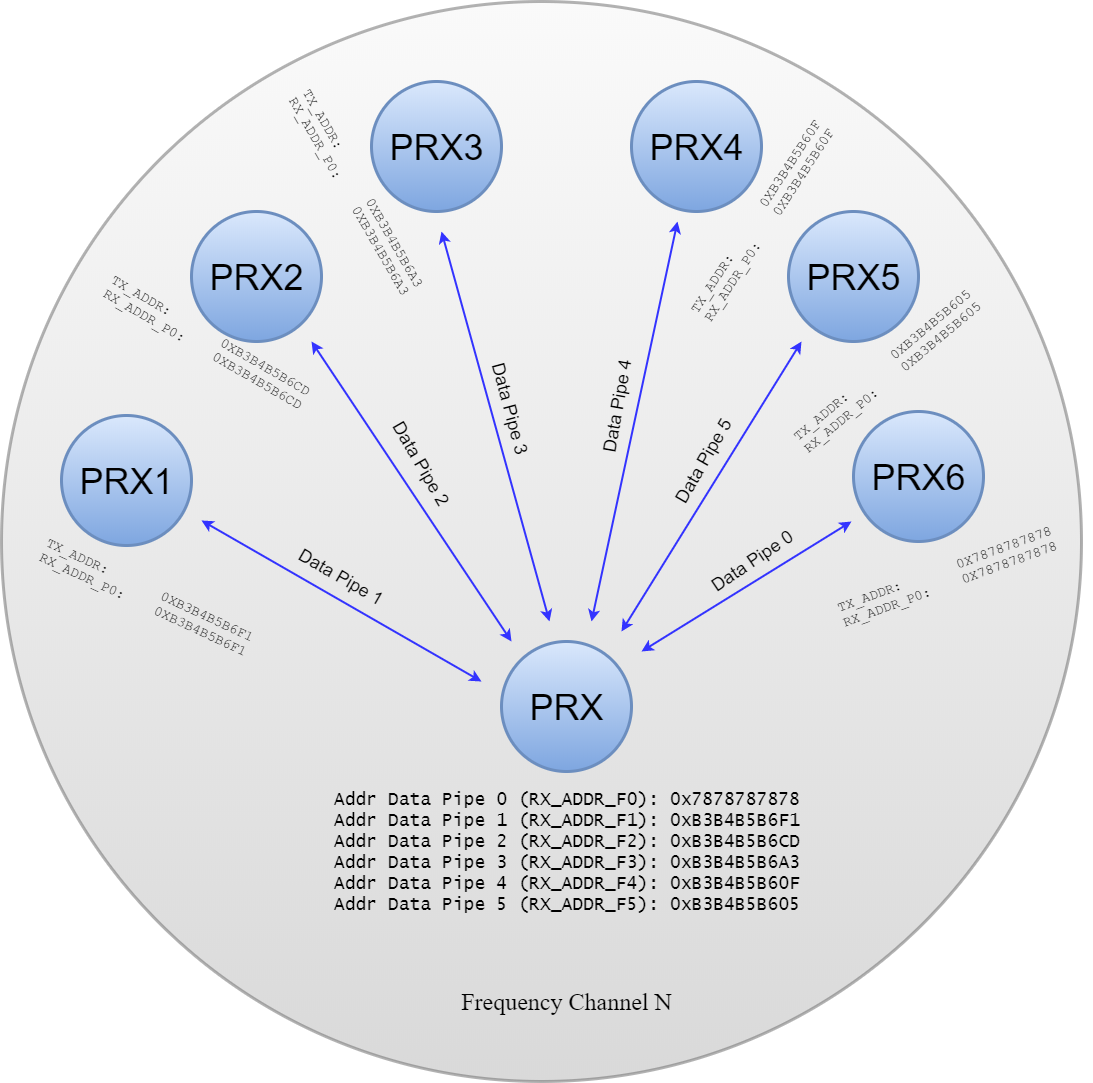 PRX3
TX_ADDR:
RX_ADDR_P0:
0XB3B4B5B6A3
0XB3B4B5B6A3
PRX4
TX_ADDR:
RX_ADDR_P0:
0XB3B4B5B60F
0XB3B4B5B60F
PRX2
TX_ADDR:
RX_ADDR_P0:
0XB3B4B5B6CD
0XB3B4B5B6CD
PRX5
TX_ADDR:
RX_ADDR_P0:
0XB3B4B5B605
0XB3B4B5B605
PRX1
TX_ADDR:
RX_ADDR_P0:
0XB3B4B5B6F1
0XB3B4B5B6F1
PRX6
TX_ADDR:
RX_ADDR_P0:
0X7878787878
0X7878787878
Data Pipe 1
Data Pipe 2
Data Pipe 3
Data Pipe 4
Data Pipe 5
Data Pipe 0
PRX
Addr Data Pipe 0 (RX_ADDR_F0): 0x7878787878
Addr Data Pipe 1 (RX_ADDR_F1): 0xB3B4B5B6F1
Addr Data Pipe 2 (RX_ADDR_F2): 0xB3B4B5B6CD
Addr Data Pipe 3 (RX_ADDR_F3): 0xB3B4B5B6A3
Addr Data Pipe 4 (RX_ADDR_F4): 0xB3B4B5B60F
Addr Data Pipe 5 (RX_ADDR_F5): 0xB3B4B5B605
Frequency Channel N